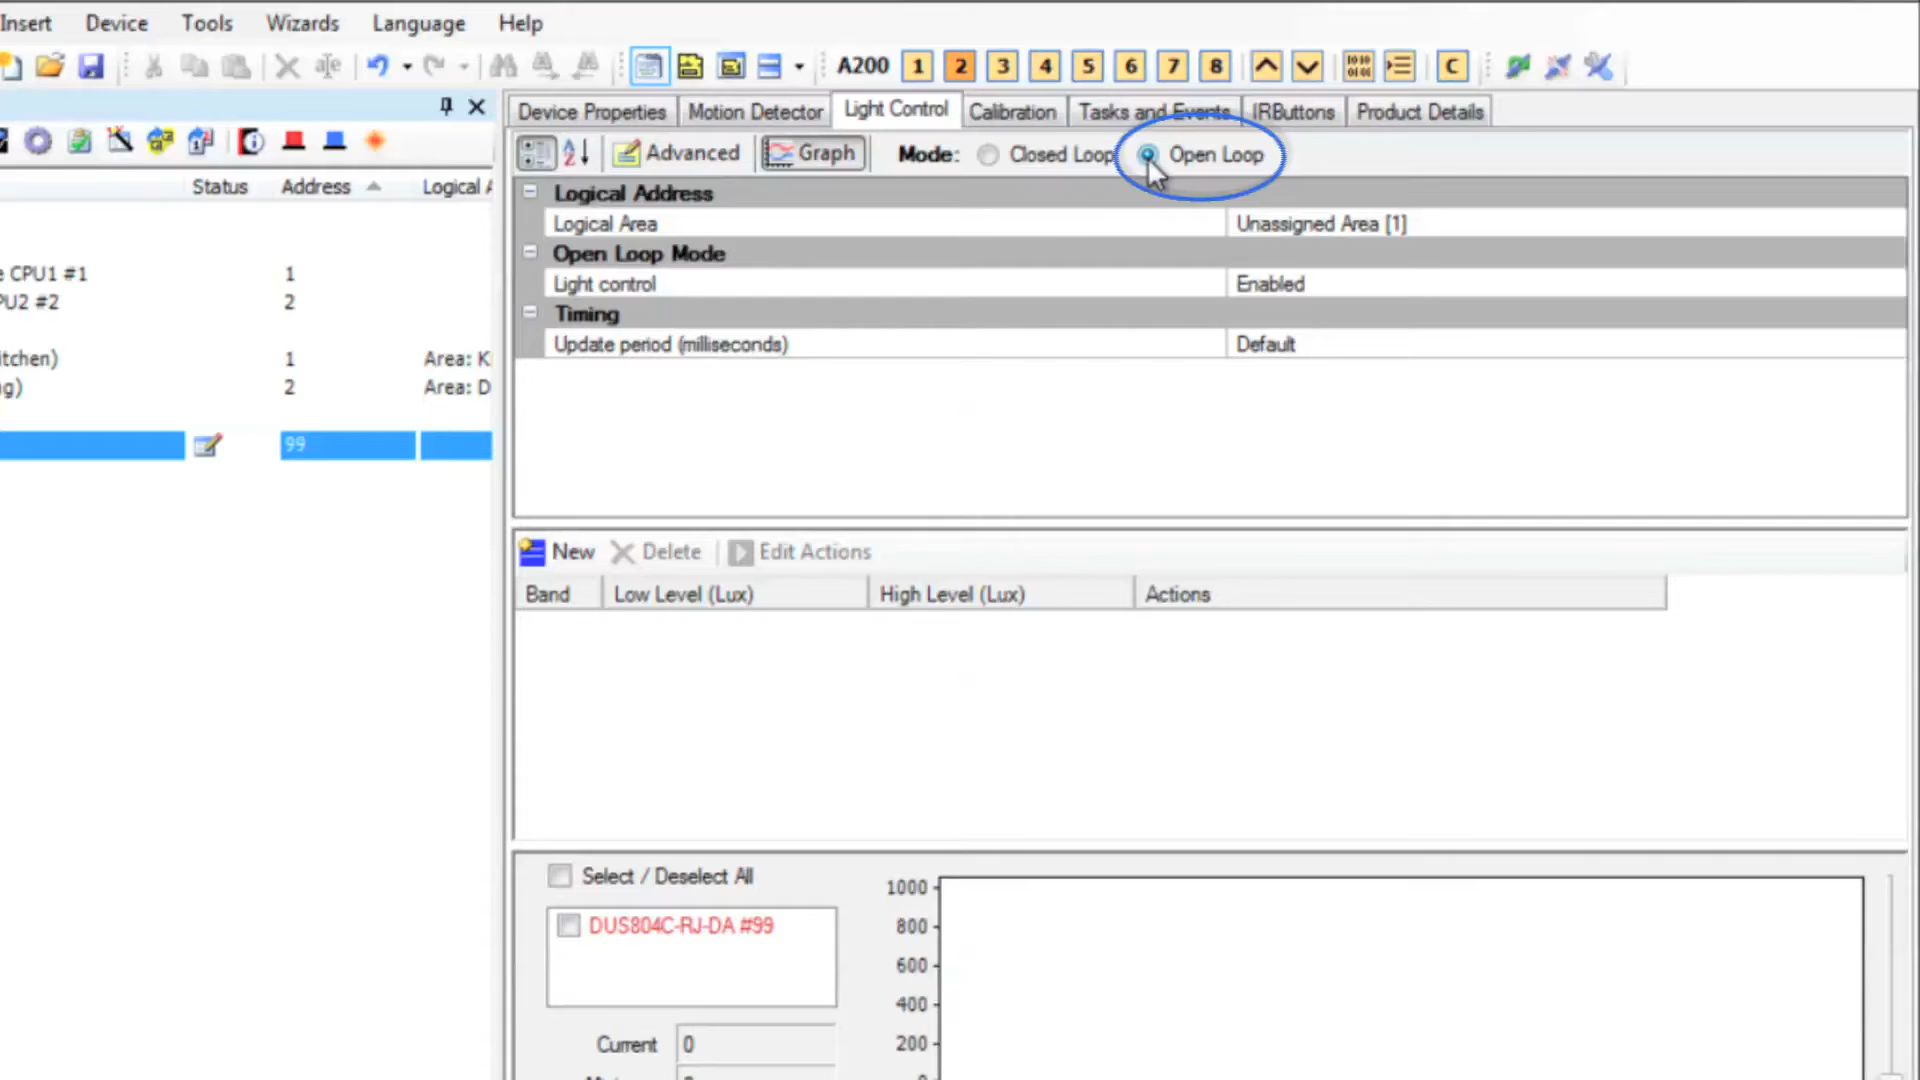 Insert Device Tools Wizards Language Help
A200 1 2 3 4 5 6 7 8 C
Device Properties Motion Detector Light Control Calibration Tasks and Events IRButtons Product Details
Advanced Graph Mode: Closed Loop Open Loop
Status Address Logical A
Logical Address
Logical Area Unassigned Area [1]
Open Loop Mode
Light control Enabled
Timing
Update period (milliseconds) Default
e CPU1 #1 1
PU2 #2 2
itchen) 1 Area: K
g) 2 Area: D
99
New Delete Edit Actions
Band Low Level (Lux) High Level (Lux) Actions
Select / Deselect All
DUS804C-RJ-DA #99
Current 0
1000
800
600
400
200